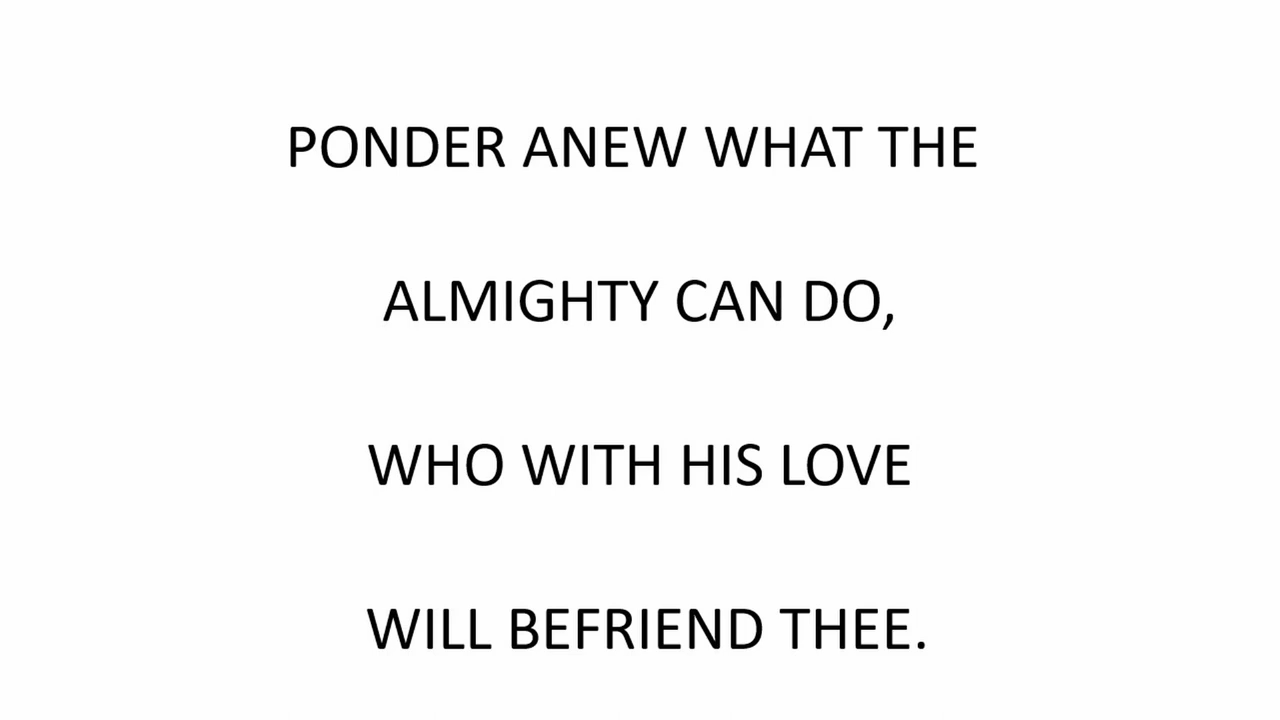 PONDER ANEW WHAT THE
ALMIGHTY CAN DO,
WHO WITH HIS LOVE
WILL BEFRIEND THEE.